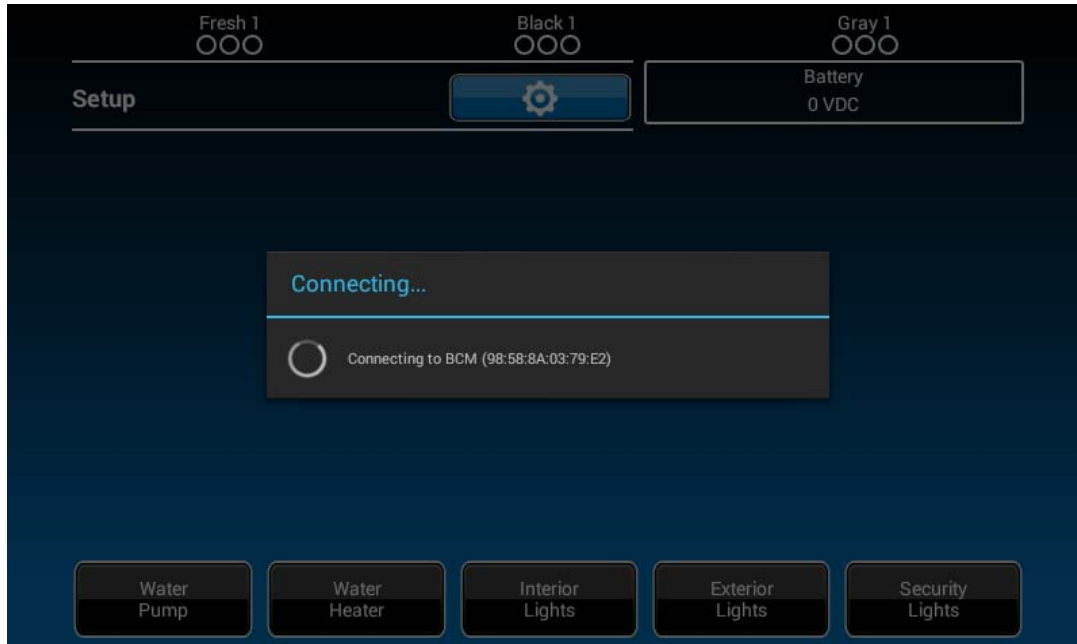 Fresh 1
Black 1
Gray 1
Setup
Battery
0 VDC
Connecting...
Connecting to BCM (98:58:8A:03:79:E2)
Water
Pump
Water
Heater
Interior
Lights
Exterior
Lights
Security
Lights